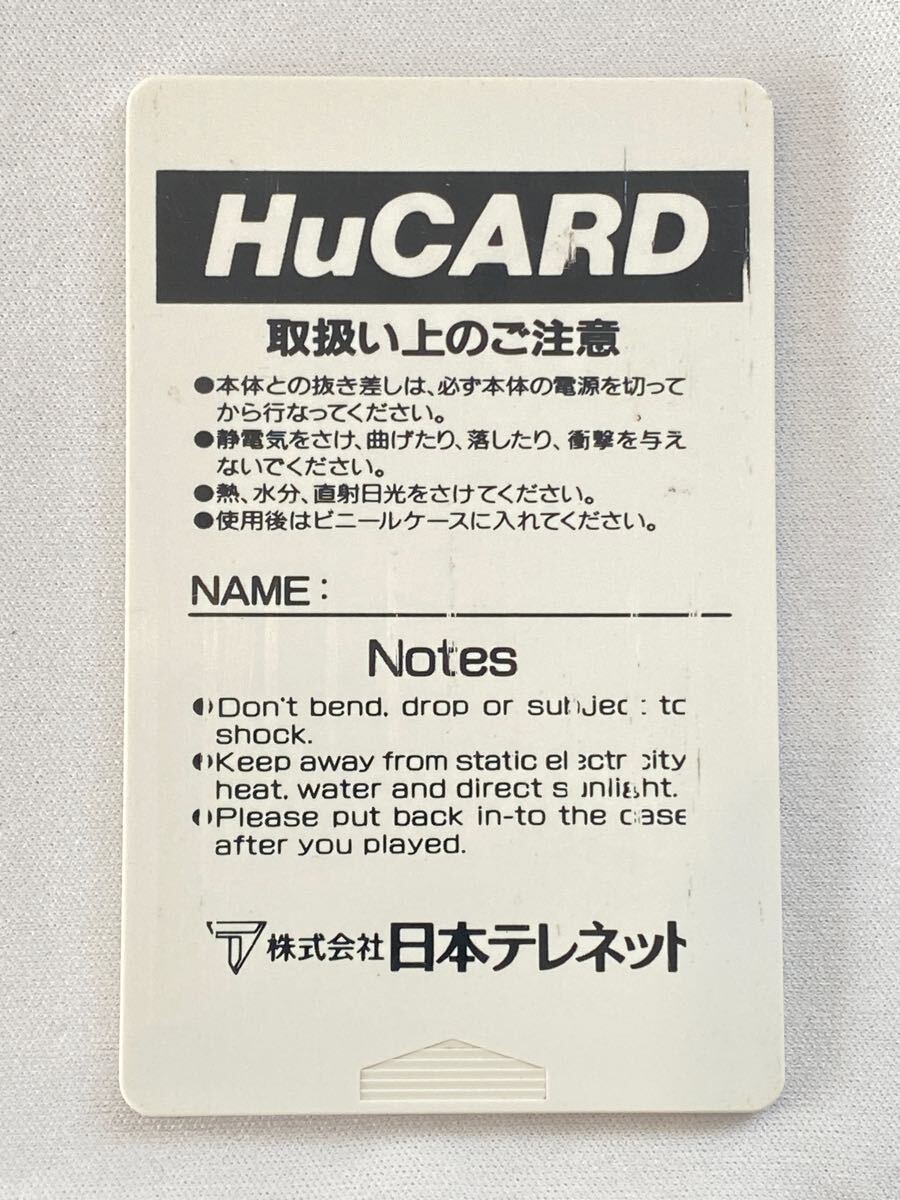 HuCARD
取扱い上のご注意
●本体との抜き差しは、必ず本体の電源を切って
から行なってください。
●静電気をさけ、曲げたり、落したり、衝撃を与え
ないでください。
●熱、水分、直射日光をさけてください。
●使用後はビニールケースに入れてください。
NAME:
Notes
●Don't bend, drop or subject to
shock.
●Keep away from static electricity
heat, water and direct sunlight.
●Please put back in-to the case
after you played.
株式会社 日本テレネット